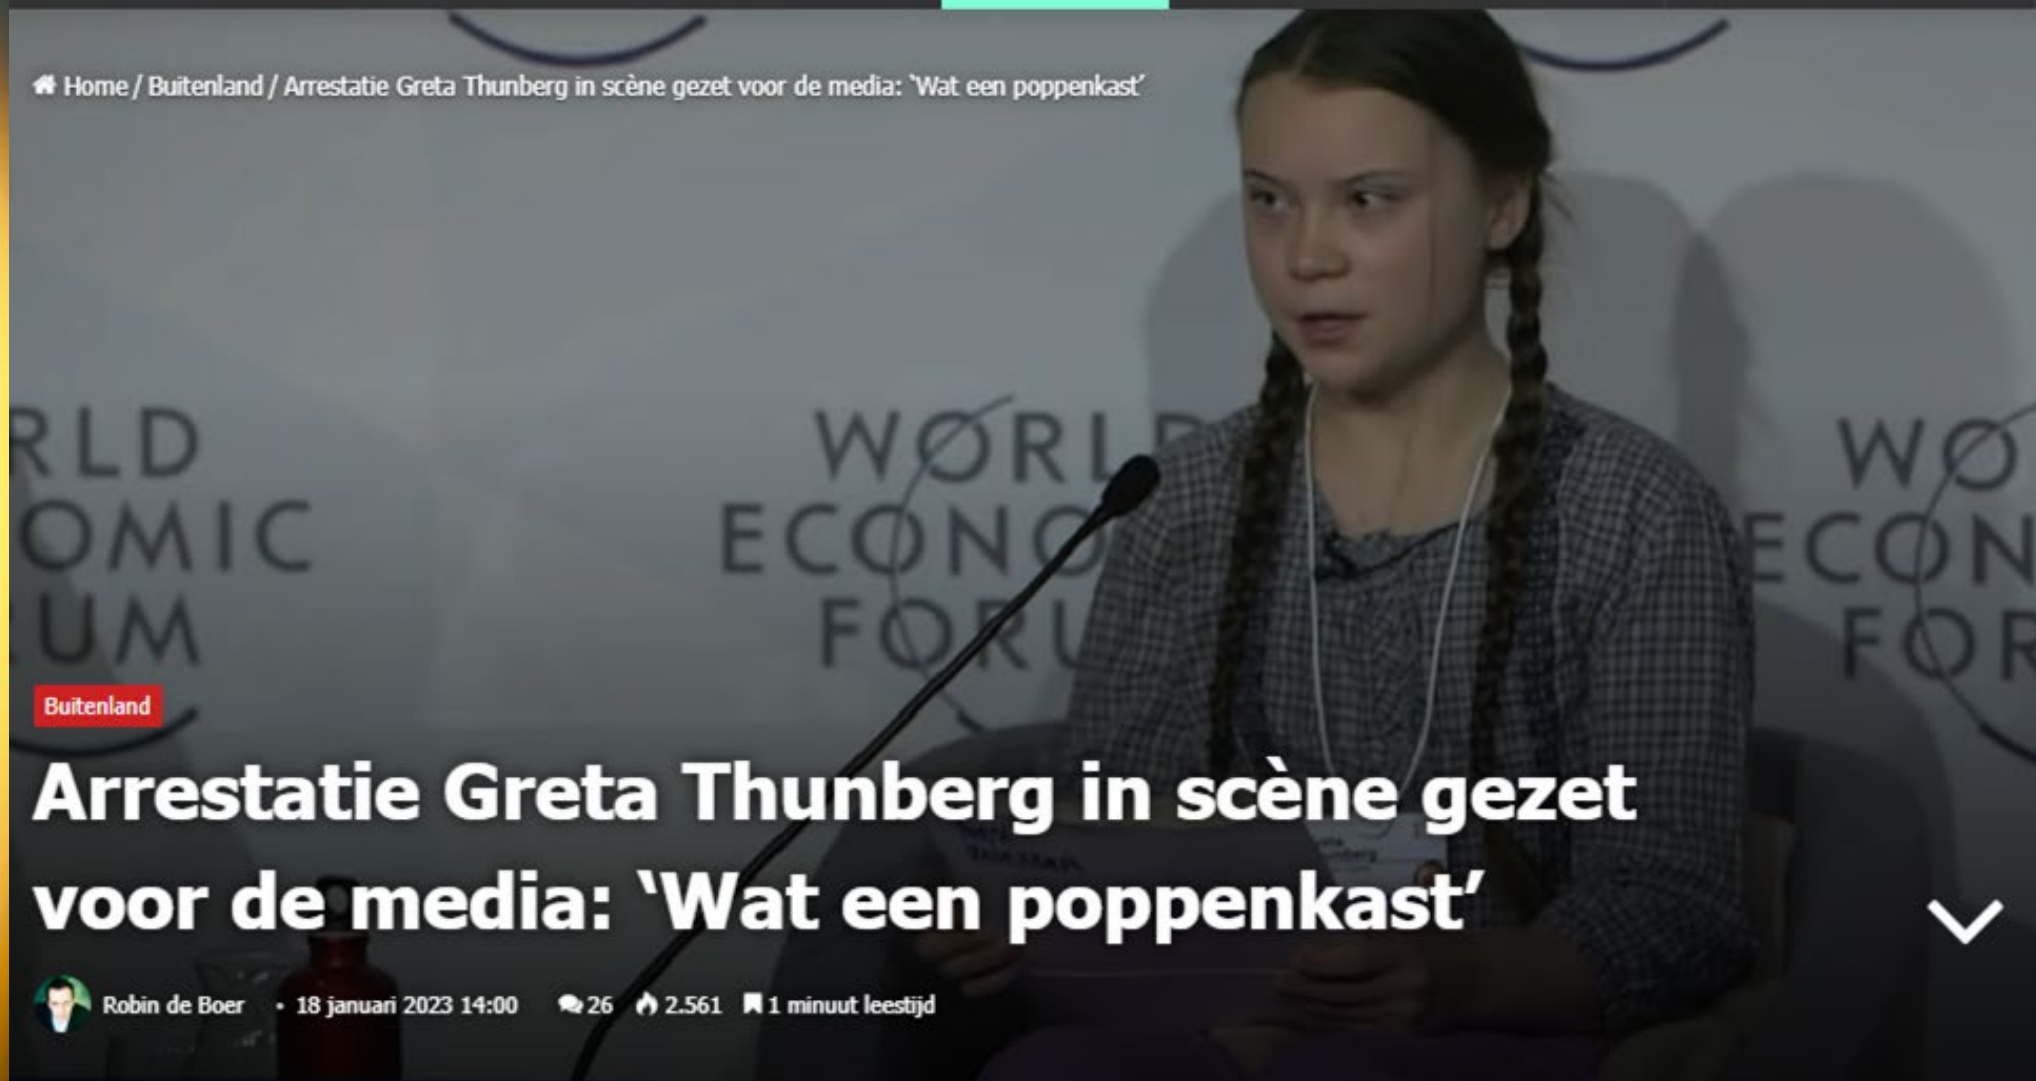 Home / Buitenland / Arrestatie Greta Thunberg in scène gezet voor de media: ‘Wat een poppenkast’
RLD
OMIC
UM
WORLD
ECONO
FORU
WO
ECON
FOR
Buitenland
Arrestatie Greta Thunberg in scène gezet
voor de media: ‘Wat een poppenkast’
Robin de Boer • 18 januari 2023 14:00 26 2.561 1 minuut leestijd